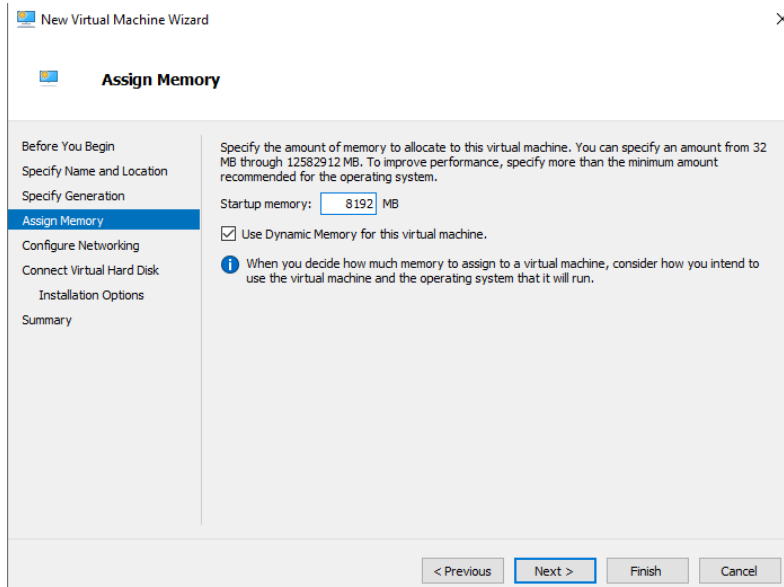 New Virtual Machine Wizard
Assign Memory
Before You Begin
Specify Name and Location
Specify Generation
Assign Memory
Configure Networking
Connect Virtual Hard Disk
Installation Options
Summary
Specify the amount of memory to allocate to this virtual machine. You can specify an amount from 32
MB through 12582912 MB. To improve performance, specify more than the minimum amount
recommended for the operating system.
Startup memory: 8192 MB
Use Dynamic Memory for this virtual machine.
When you decide how much memory to assign to a virtual machine, consider how you intend to
use the virtual machine and the operating system that it will run.
< Previous Next > Finish Cancel